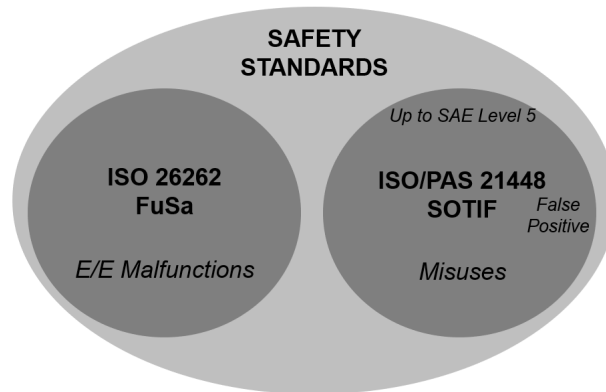 SAFETY
STANDARDS
ISO 26262
FuSa
E/E Malfunctions
Up to SAE Level 5
ISO/PAS 21448
SOTIF
False
Positive
Misuses